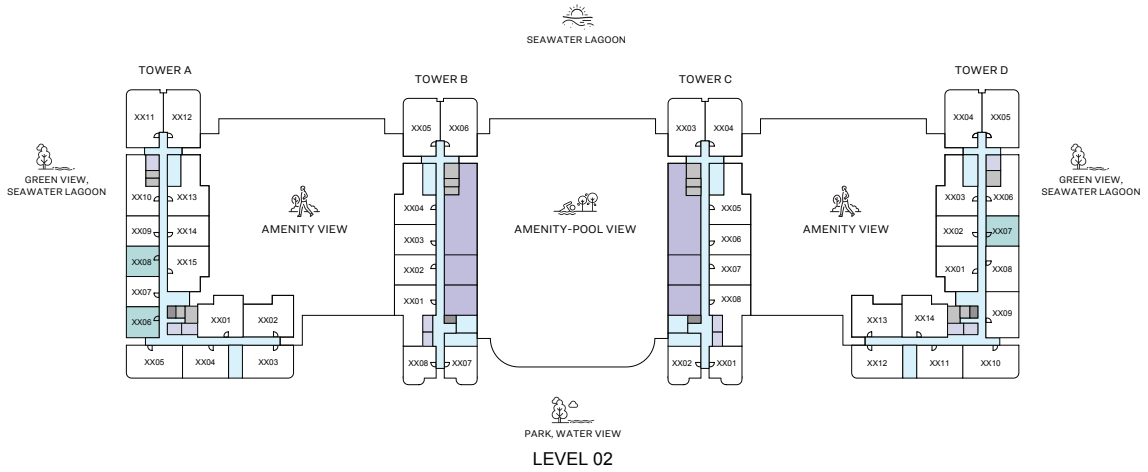 SEAWATER LAGOON
TOWER A
TOWER B
TOWER C
TOWER D
XX11
XX12
XX10
XX13
XX09
XX14
XX08
XX15
XX07
XX06
XX01
XX02
XX05
XX04
XX03
XX05
XX06
XX04
XX03
XX02
XX01
XX08
XX07
XX03
XX04
XX05
XX06
XX07
XX08
XX02
XX01
XX04
XX05
XX03
XX06
XX02
XX07
XX01
XX08
XX09
XX13
XX14
XX12
XX11
XX10
GREEN VIEW,
SEAWATER LAGOON
AMENITY VIEW
AMENITY-POOL VIEW
AMENITY VIEW
GREEN VIEW,
SEAWATER LAGOON
PARK, WATER VIEW
LEVEL 02